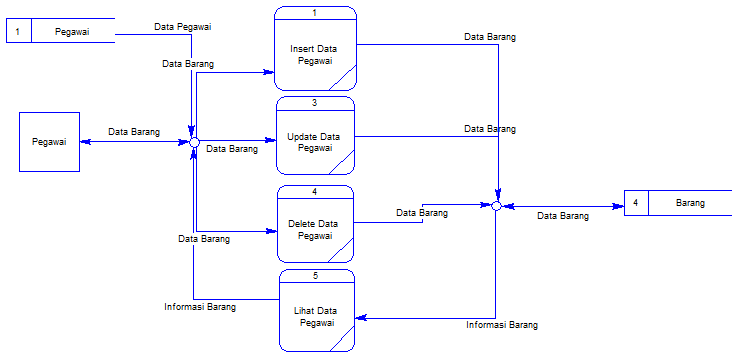 1
Data Pegawai
Data Barang
1
Pegawai
Insert Data
Pegawai
Data Barang
3
Data Barang
Pegawai
Data Barang
Update Data
Pegawai
Data Barang
4
Data Barang
4
Barang
Data Barang
Delete Data
Pegawai
Data Barang
5
Informasi Barang
Lihat Data
Pegawai
Informasi Barang